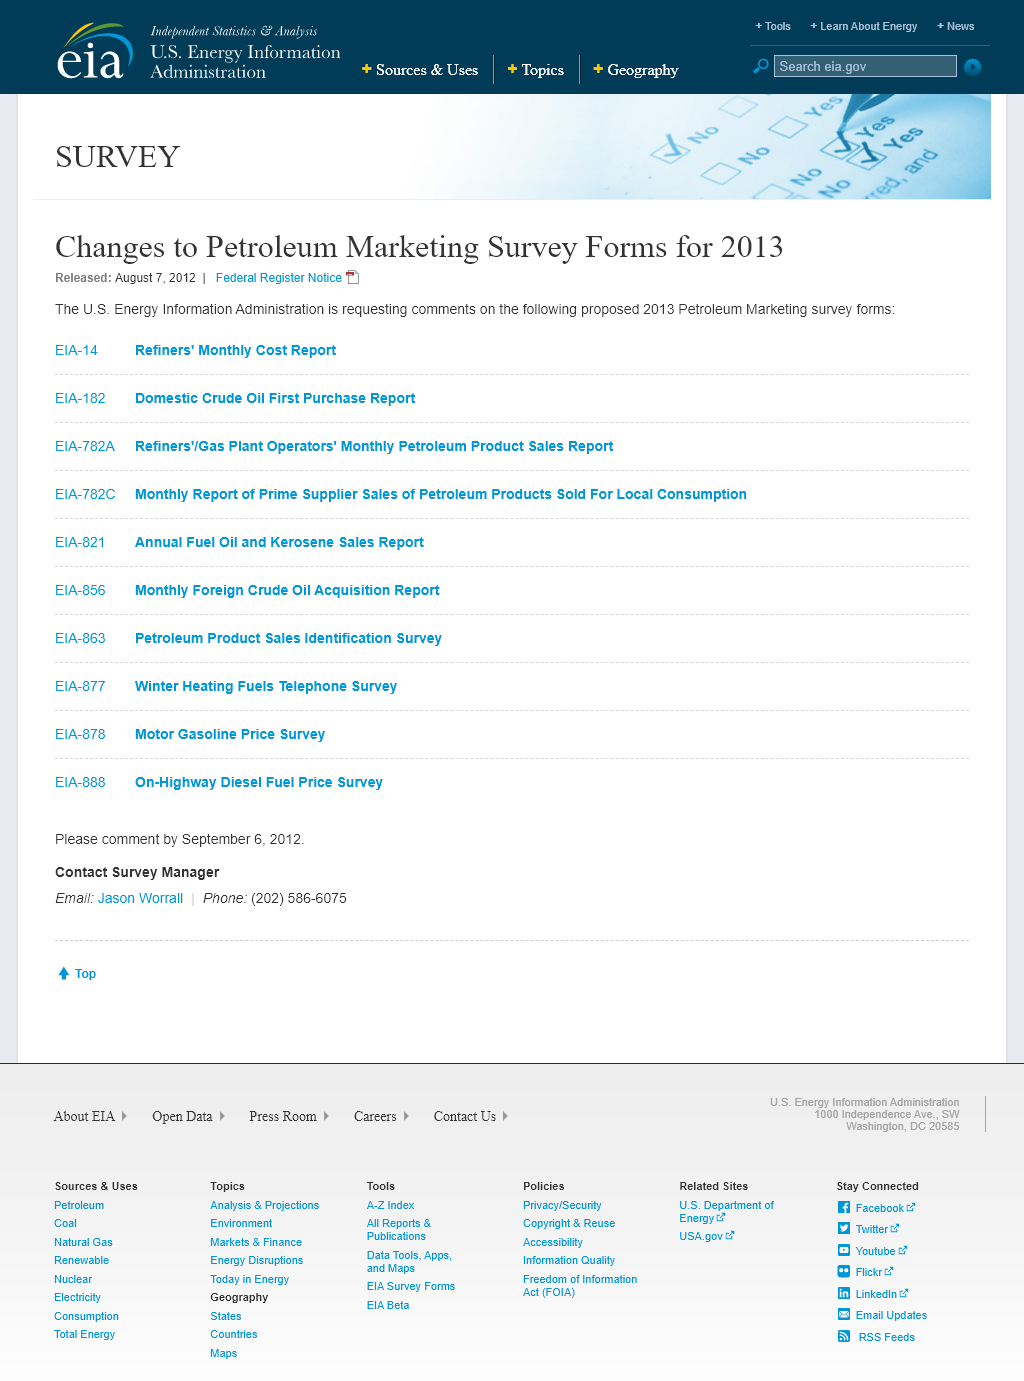 Independent Statistics & Analysis
U.S. Energy Information
Administration
eia
+ Sources & Uses
+ Topics
+ Geography
+ Tools
+ Learn About Energy
+ News
Search eia.gov
SURVEY
No
Yes
No
Yes
No
Yes
No
red, and
Changes to Petroleum Marketing Survey Forms for 2013
Released: August 7, 2012 | Federal Register Notice
The U.S. Energy Information Administration is requesting comments on the following proposed 2013 Petroleum Marketing survey forms:
EIA-14 Refiners' Monthly Cost Report
EIA-182 Domestic Crude Oil First Purchase Report
EIA-782A Refiners'/Gas Plant Operators' Monthly Petroleum Product Sales Report
EIA-782C Monthly Report of Prime Supplier Sales of Petroleum Products Sold For Local Consumption
EIA-821 Annual Fuel Oil and Kerosene Sales Report
EIA-856 Monthly Foreign Crude Oil Acquisition Report
EIA-863 Petroleum Product Sales Identification Survey
EIA-877 Winter Heating Fuels Telephone Survey
EIA-878 Motor Gasoline Price Survey
EIA-888 On-Highway Diesel Fuel Price Survey
Please comment by September 6, 2012.
Contact Survey Manager
Email: Jason Worrall | Phone: (202) 586-6075
Top
About EIA
Open Data
Press Room
Careers
Contact Us
U.S. Energy Information Administration
1000 Independence Ave., SW
Washington, DC 20585
Sources & Uses
Petroleum
Coal
Natural Gas
Renewable
Nuclear
Electricity
Consumption
Total Energy
Topics
Analysis & Projections
Environment
Markets & Finance
Energy Disruptions
Today in Energy
Geography
States
Countries
Maps
Tools
A-Z Index
All Reports &
Publications
Data Tools, Apps,
and Maps
EIA Survey Forms
EIA Beta
Policies
Privacy/Security
Copyright & Reuse
Accessibility
Information Quality
Freedom of Information
Act (FOIA)
Related Sites
U.S. Department of
Energy
USA.gov
Stay Connected
Facebook
Twitter
Youtube
Flickr
LinkedIn
Email Updates
RSS Feeds